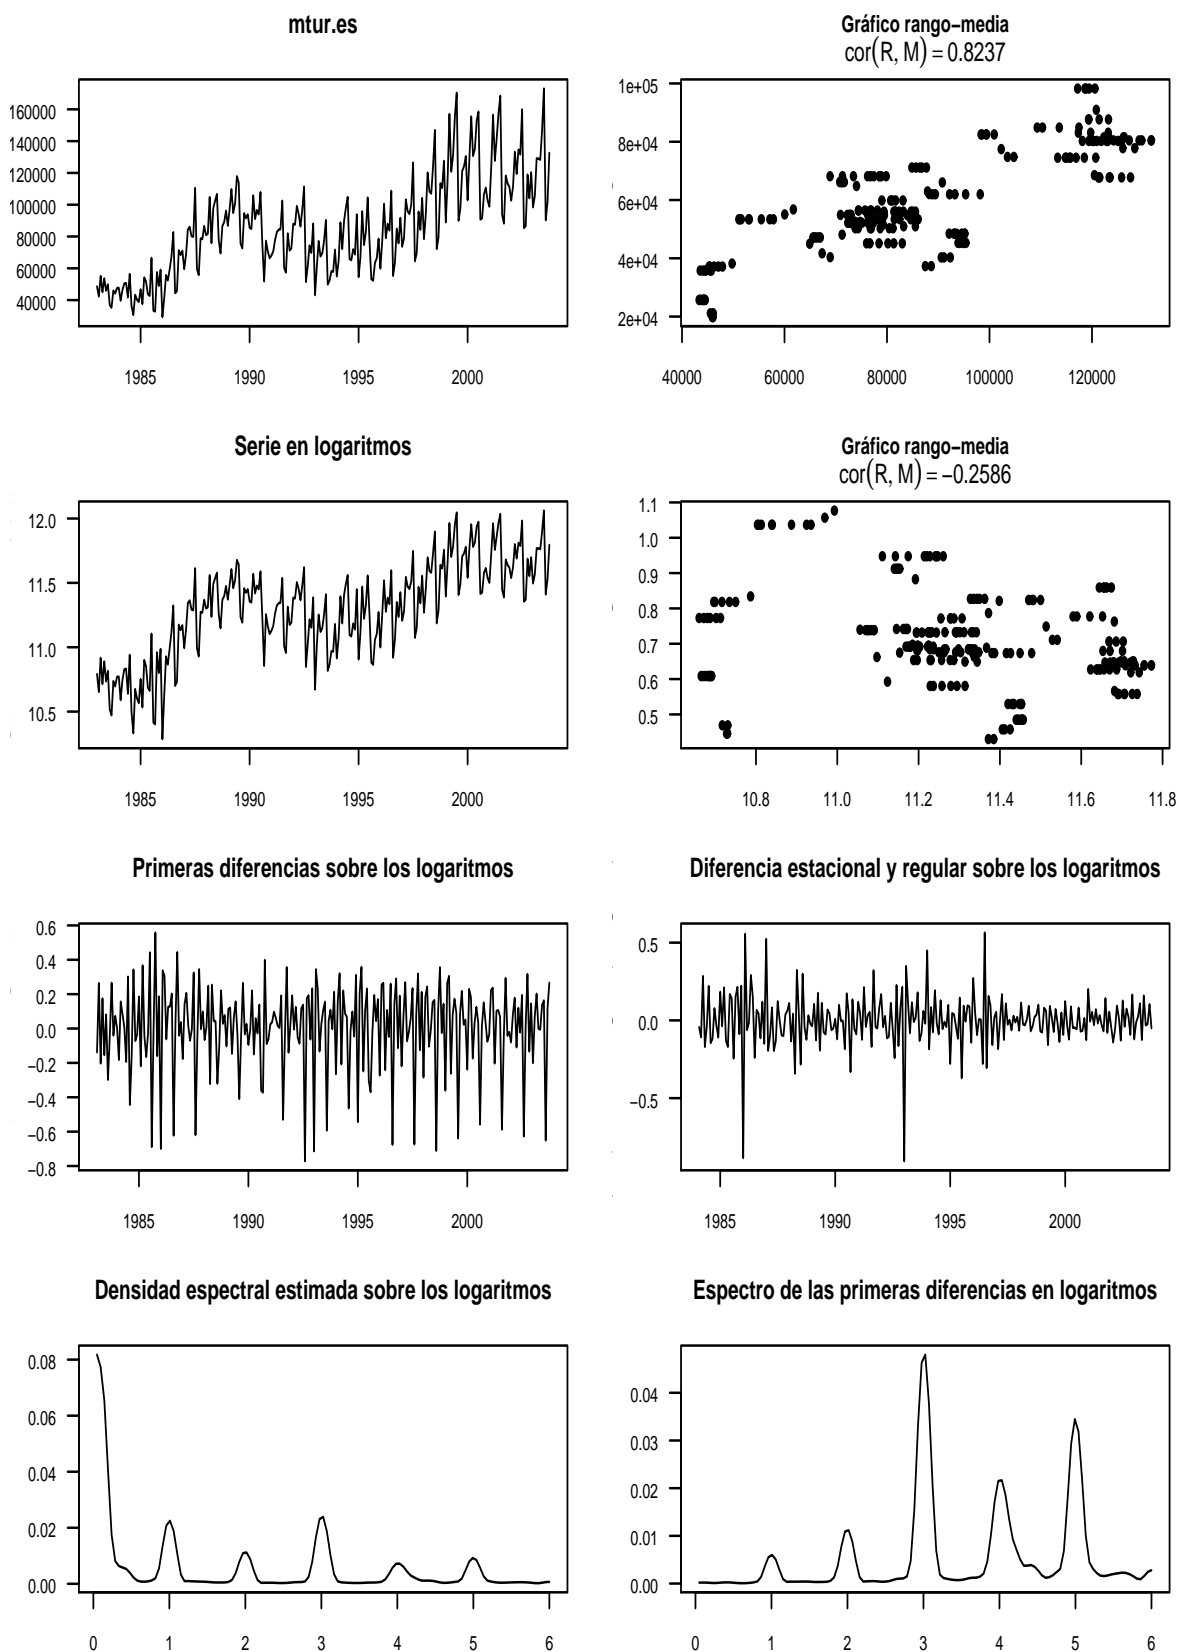 mtur.es
160000
140000
120000
100000
80000
60000
40000
1985 1990 1995 2000
Gráfico rango−media
cor(R, M) = 0.8237
1e+05
8e+04
6e+04
4e+04
2e+04
40000 60000 80000 100000 120000
Serie en logaritmos
12.0
11.5
11.0
10.5
1985 1990 1995 2000
Gráfico rango−media
cor(R, M) = −0.2586
1.1
1.0
0.9
0.8
0.7
0.6
0.5
10.8 11.0 11.2 11.4 11.6 11.8
Primeras diferencias sobre los logaritmos
0.6
0.4
0.2
0.0
−0.2
−0.4
−0.6
−0.8
1985 1990 1995 2000
Diferencia estacional y regular sobre los logaritmos
0.5
0.0
−0.5
1985 1990 1995 2000
Densidad espectral estimada sobre los logaritmos
0.08
0.06
0.04
0.02
0.00
0 1 2 3 4 5 6
Espectro de las primeras diferencias en logaritmos
0.04
0.03
0.02
0.01
0.00
0 1 2 3 4 5 6